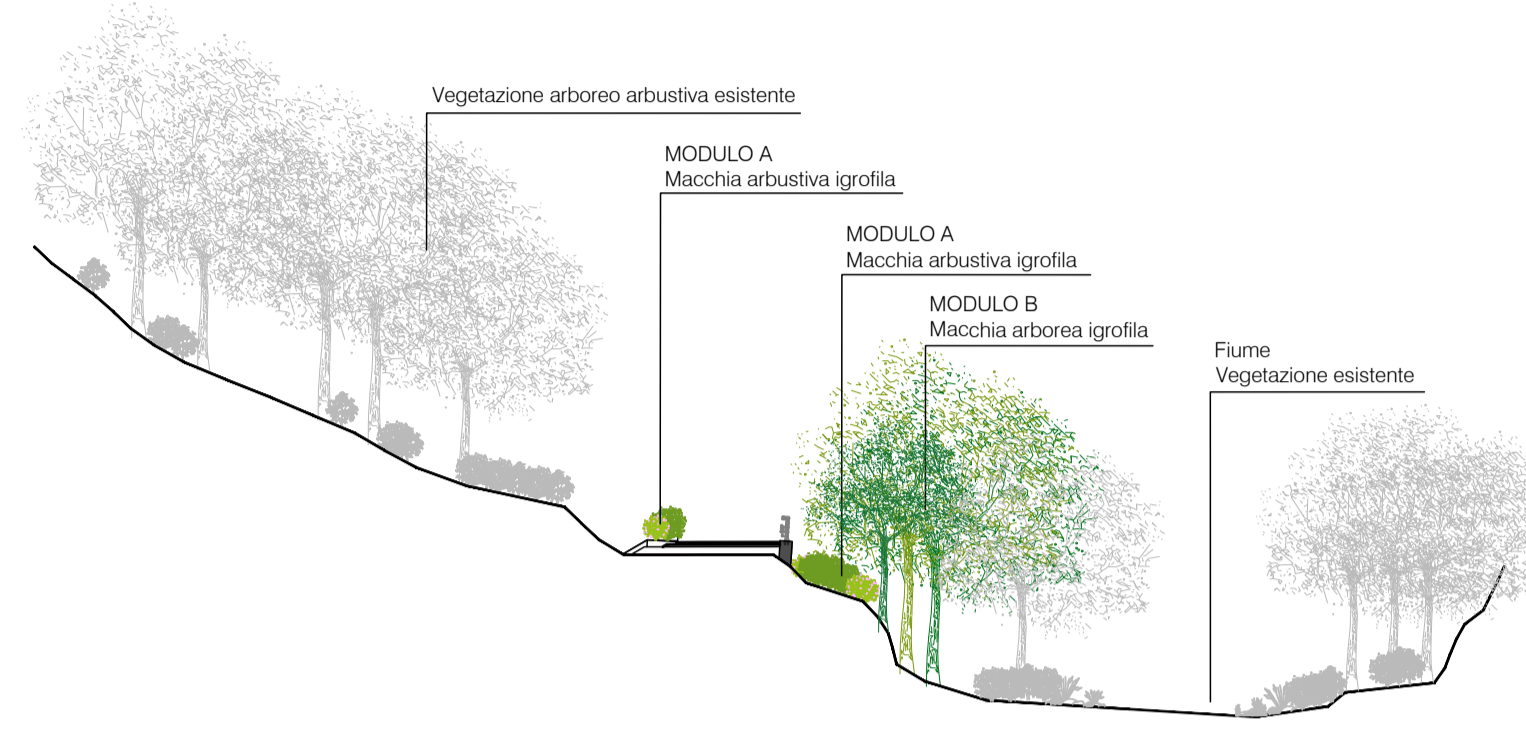 Vegetazione arboreo arbustiva esistente
MODULO A
Macchia arbustiva igrofila
MODULO A
Macchia arbustiva igrofila
MODULO B
Macchia arborea igrofila
Fiume
Vegetazione esistente